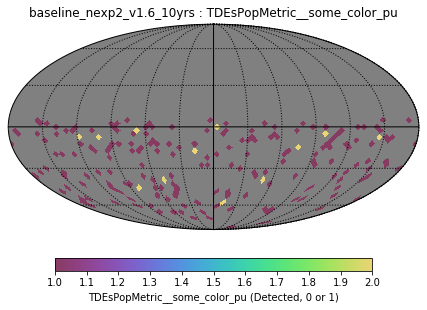 baseline_nexp2_v1.6_10yrs : TDEsPopMetric__some_color_pu
1.0 1.1 1.2 1.3 1.4 1.5 1.6 1.7 1.8 1.9 2.0
TDEsPopMetric__some_color_pu (Detected, 0 or 1)